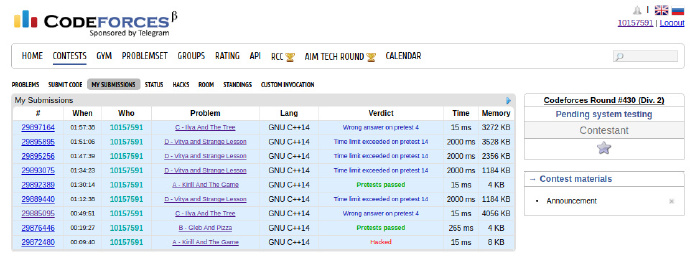 CODEFORCES β
Sponsored by Telegram
10157591 | Logout
HOME CONTESTS GYM PROBLEMSET GROUPS RATING API RCC AIM TECH ROUND CALENDAR
PROBLEMS SUBMIT CODE MY SUBMISSIONS STATUS HACKS ROOM STANDINGS CUSTOM INVOCATION
My Submissions
# When Who Problem Lang Verdict Time Memory
29897164 01:57:38 10157591 C - Ilya And The Tree GNU C++14 Wrong answer on pretest 4 15 ms 3272 KB
29895895 01:51:06 10157591 D - Vitya and Strange Lesson GNU C++14 Time limit exceeded on pretest 14 2000 ms 3528 KB
29895256 01:47:39 10157591 D - Vitya and Strange Lesson GNU C++14 Time limit exceeded on pretest 14 2000 ms 2356 KB
29893075 01:34:23 10157591 D - Vitya and Strange Lesson GNU C++14 Time limit exceeded on pretest 14 2000 ms 1184 KB
29892389 01:30:14 10157591 A - Kirill And The Game GNU C++14 Pretests passed 15 ms 4 KB
29889440 01:12:38 10157591 D - Vitya and Strange Lesson GNU C++14 Time limit exceeded on pretest 14 2000 ms 1184 KB
29885095 00:49:51 10157591 C - Ilya And The Tree GNU C++14 Wrong answer on pretest 4 15 ms 4056 KB
29876446 00:19:27 10157591 B - Gleb And Pizza GNU C++14 Pretests passed 265 ms 4 KB
29872480 00:09:40 10157591 A - Kirill And The Game GNU C++14 Hacked 15 ms 8 KB
Codeforces Round #430 (Div. 2)
Pending system testing
Contestant
→ Contest materials
Announcement